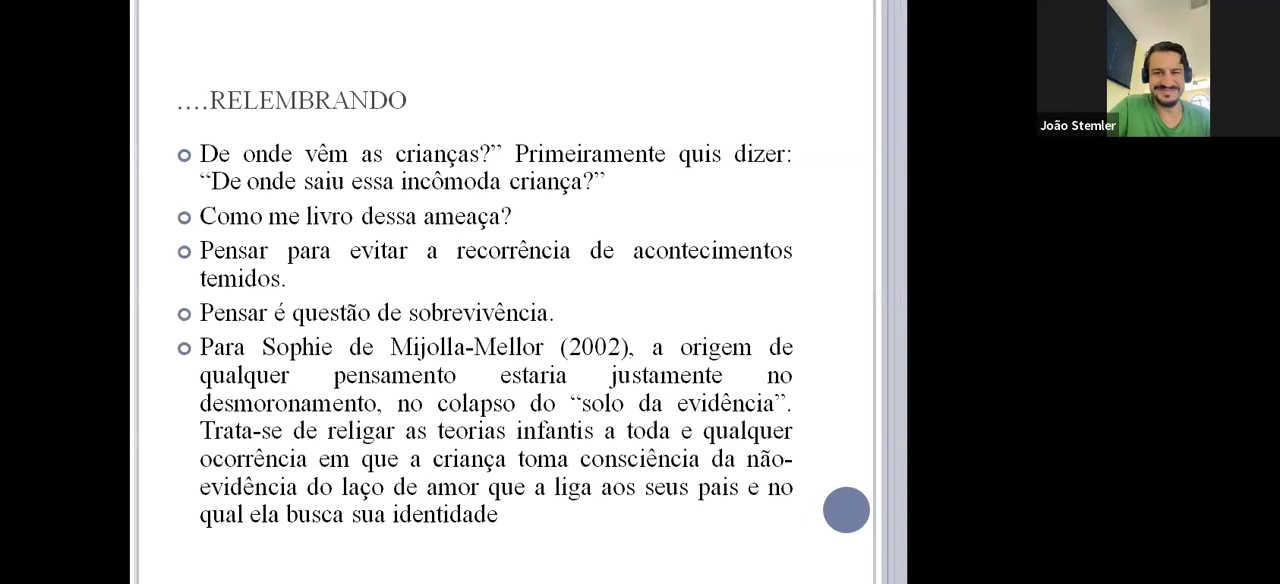 ....RELEMBRANDO
De onde vêm as crianças?” Primeiramente quis dizer:
“De onde saiu essa incômoda criança?”
Como me livro dessa ameaça?
Pensar para evitar a recorrência de acontecimentos
temidos.
Pensar é questão de sobrevivência.
Para Sophie de Mijolla-Mellor (2002), a origem de
qualquer pensamento estaria justamente no
desmoronamento, no colapso do “solo da evidência”.
Trata-se de religar as teorias infantis a toda e qualquer
ocorrência em que a criança toma consciência da não-
evidência do laço de amor que a liga aos seus pais e no
qual ela busca sua identidade
João Stemler